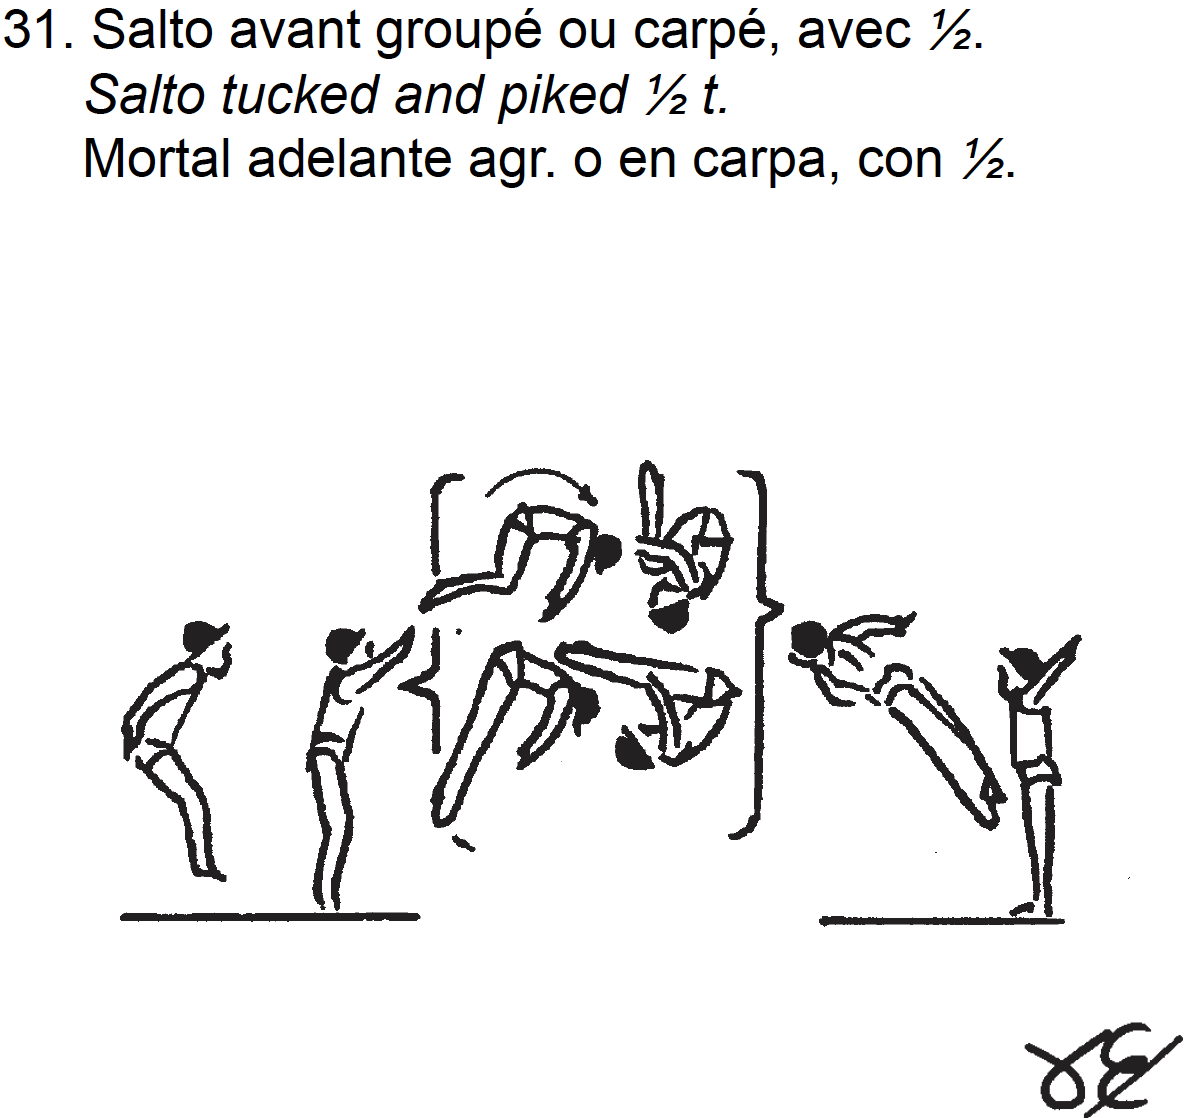 31. Salto avant groupé ou carpé, avec ½.
Salto tucked and piked ½ t.
Mortal adelante agr. o en carpa, con ½.